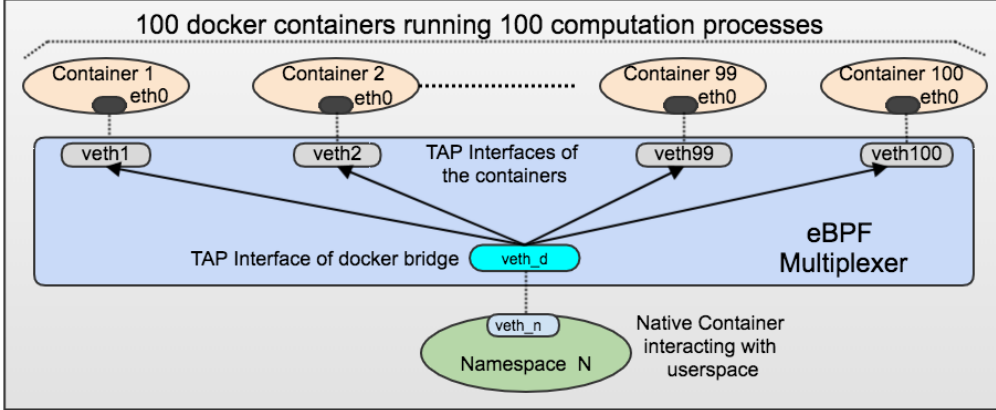 100 docker containers running 100 computation processes
Container 1
eth0
Container 2
eth0
Container 99
eth0
Container 100
eth0
veth1
veth2
TAP Interfaces of
the containers
veth99
veth100
TAP Interface of docker bridge
veth_d
eBPF
Multiplexer
veth_n
Namespace N
Native Container
interacting with
userspace